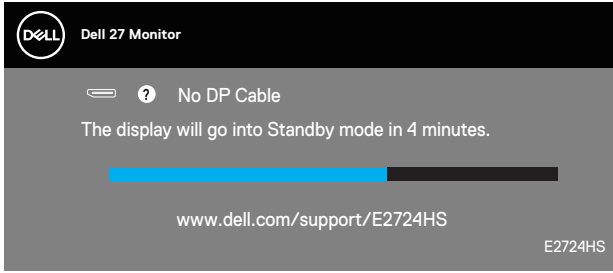 DELL
Dell 27 Monitor
? No DP Cable
The display will go into Standby mode in 4 minutes.
www.dell.com/support/E2724HS
E2724HS